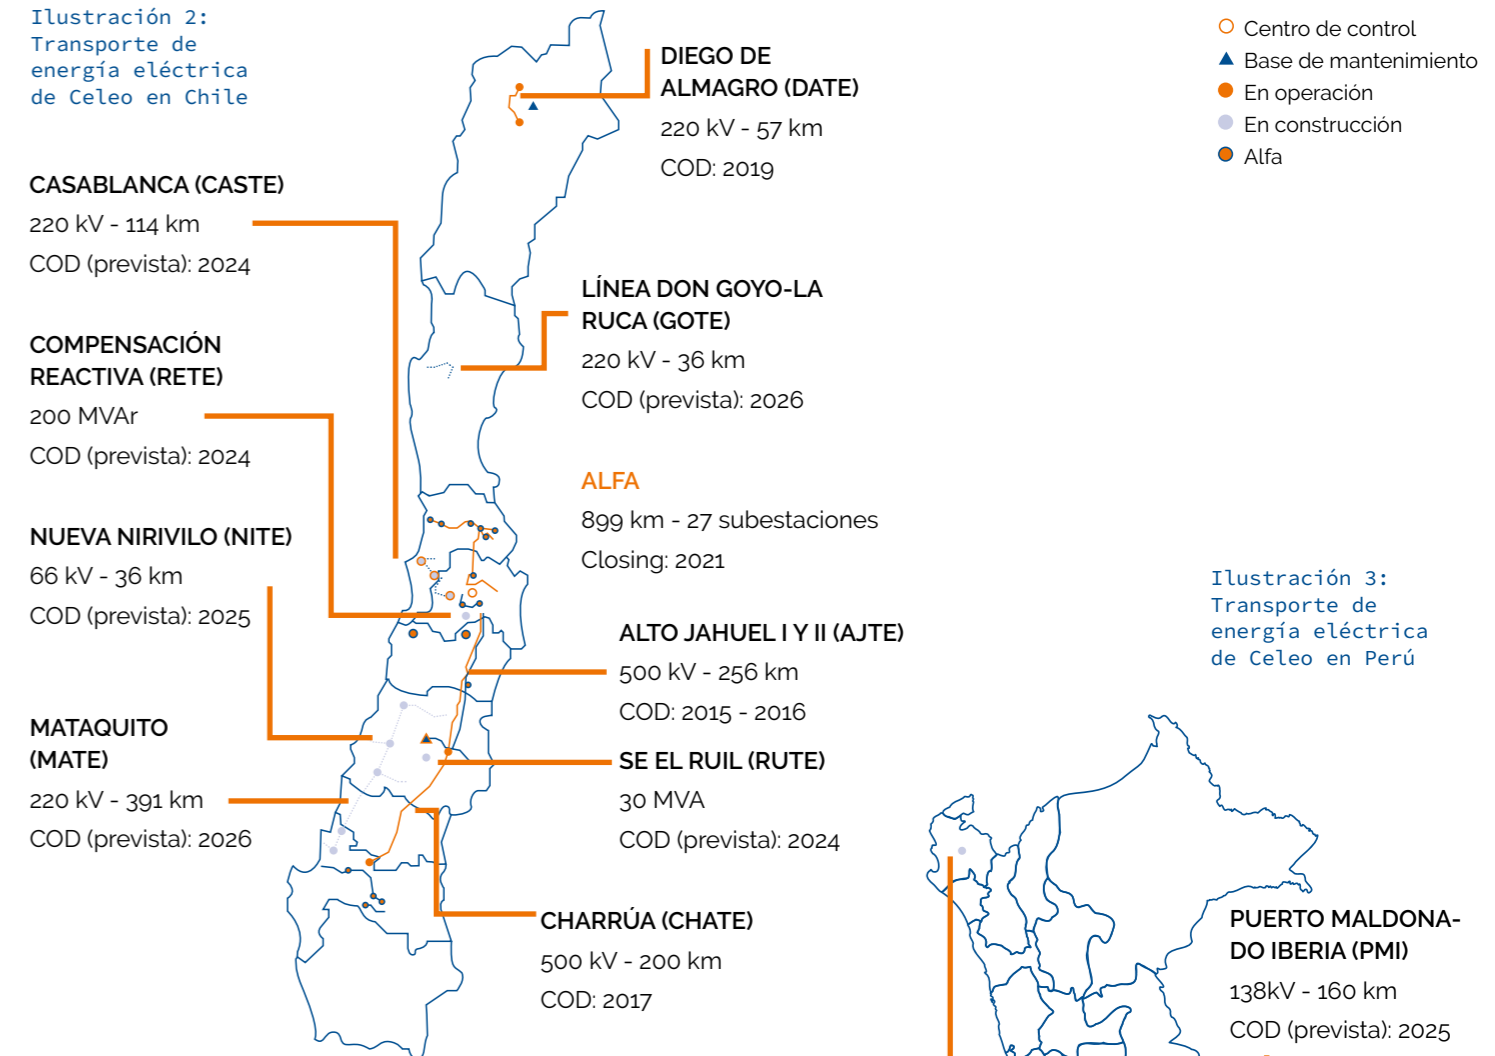 Ilustración 2:
Transporte de
energía eléctrica
de Celeo en Chile
Centro de control
Base de mantenimiento
En operación
En construcción
Alfa
DIEGO DE
ALMAGRO (DATE)
220 kV - 57 km
COD: 2019
CASABLANCA (CASTE)
220 kV - 114 km
COD (prevista): 2024
LÍNEA DON GOYO-LA
RUCA (GOTE)
220 kV - 36 km
COD (prevista): 2026
COMPENSACIÓN
REACTIVA (RETE)
200 MVAr
COD (prevista): 2024
ALFA
899 km - 27 subestaciones
Closing: 2021
NUEVA NIRIVILO (NITE)
66 kV - 36 km
COD (prevista): 2025
ALTO JAHUEL I Y II (AJTE)
500 kV - 256 km
COD: 2015 - 2016
MATAQUITO
(MATE)
220 kV - 391 km
COD (prevista): 2026
SE EL RUIL (RUTE)
30 MVA
COD (prevista): 2024
CHARRÚA (CHATE)
500 kV - 200 km
COD: 2017
Ilustración 3:
Transporte de
energía eléctrica
de Celeo en Perú
PUERTO MALDONA-
DO IBERIA (PMI)
138kV - 160 km
COD (prevista): 2025